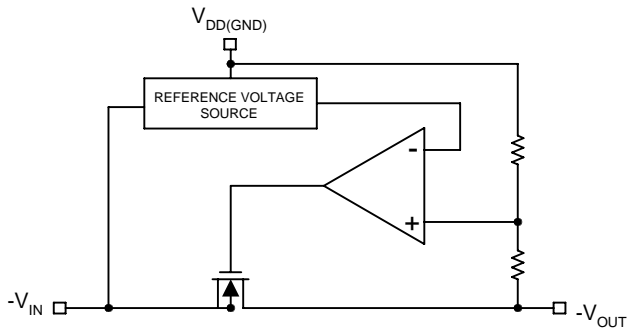 VDD(GND)
REFERENCE VOLTAGE
SOURCE
-
+
-VIN
-VOUT